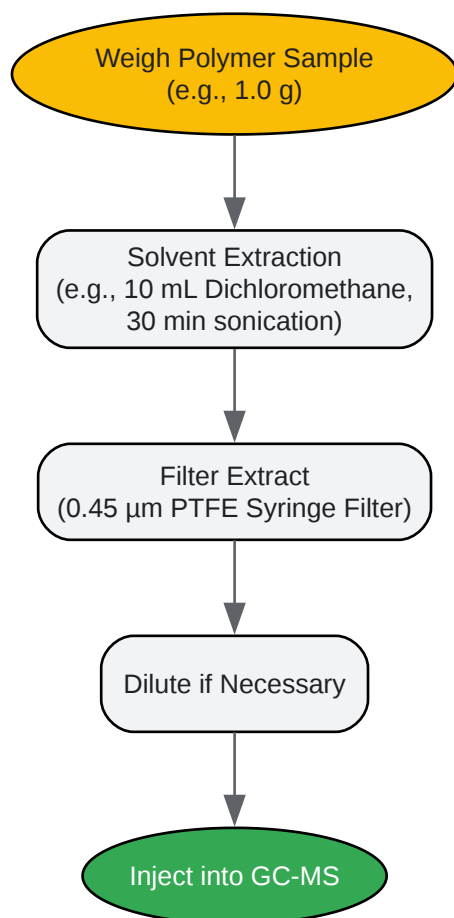 Weigh Polymer Sample
(e.g., 1.0 g)
Solvent Extraction
(e.g., 10 mL Dichloromethane,
30 min sonication)
Filter Extract
(0.45 µm PTFE Syringe Filter)
Dilute if Necessary
Inject into GC-MS